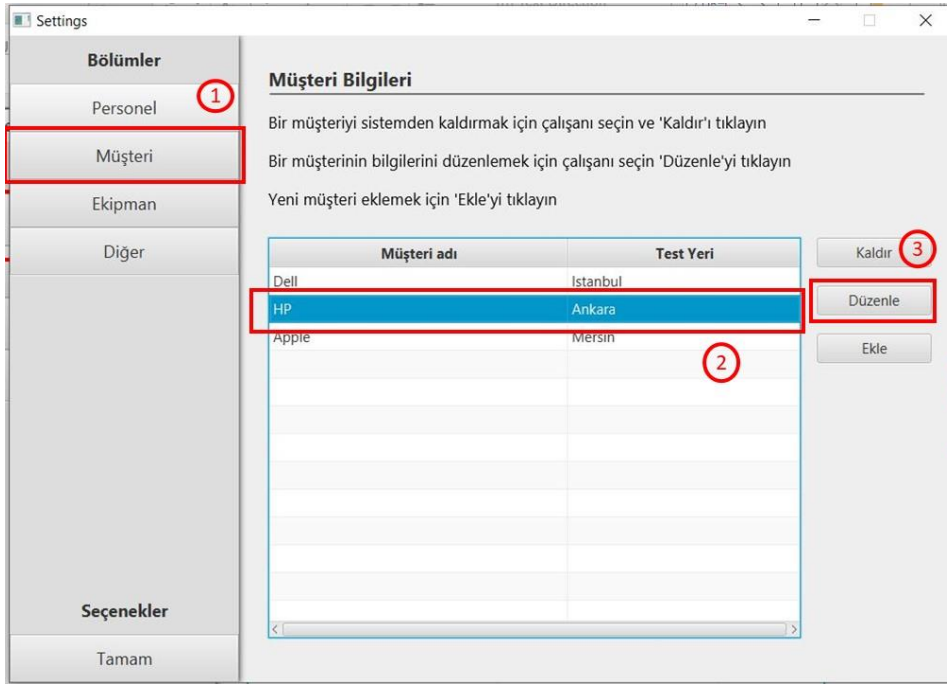 Settings
Bölümler
Personel
1
Müşteri
Ekipman
Diğer
Seçenekler
Tamam
Müşteri Bilgileri
Bir müşteriyi sistemden kaldırmak için çalışanı seçin ve 'Kaldır'ı tıklayın
Bir müşterinin bilgilerini düzenlemek için çalışanı seçin 'Düzenle'yi tıklayın
Yeni müşteri eklemek için 'Ekle'yi tıklayın
Müşteri adı Test Yeri
Dell Istanbul
HP Ankara
Apple Mersin
2
Kaldır
3
Düzenle
Ekle